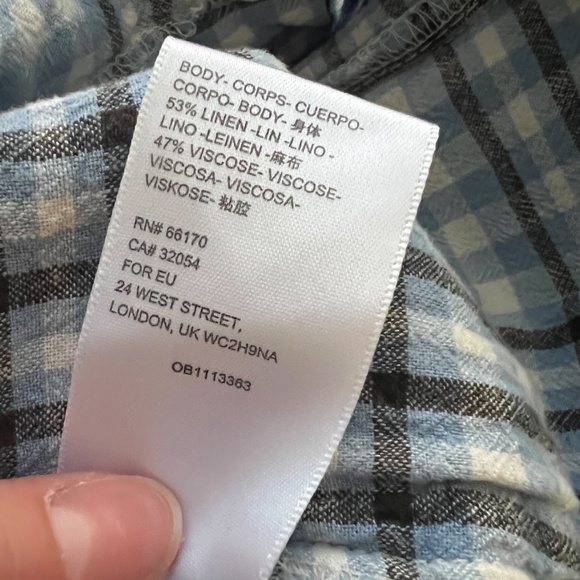 BODY- CORPS- CUERPO-
CORPO- BODY- 身体
53% LINEN -LIN -LINO -
LINO -LEINEN -麻布
47% VISCOSE- VISCOSE-
VISCOSA- VISCOSA-
VISKOSE- 粘胶
RN# 66170
CA# 32054
FOR EU
24 WEST STREET,
LONDON, UK WC2H9NA
OB1113363